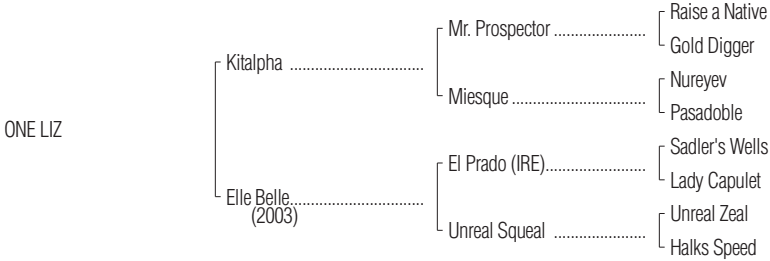 Raise a Native
Mr. Prospector ......................
Gold Digger
Kitalpha ................................
Nureyev
Miesque ................................
Pasadoble
ONE LIZ
Sadler's Wells
El Prado (IRE)........................
Lady Capulet
Elle Belle................................
(2003)
Unreal Zeal
Unreal Squeal ......................
Halks Speed